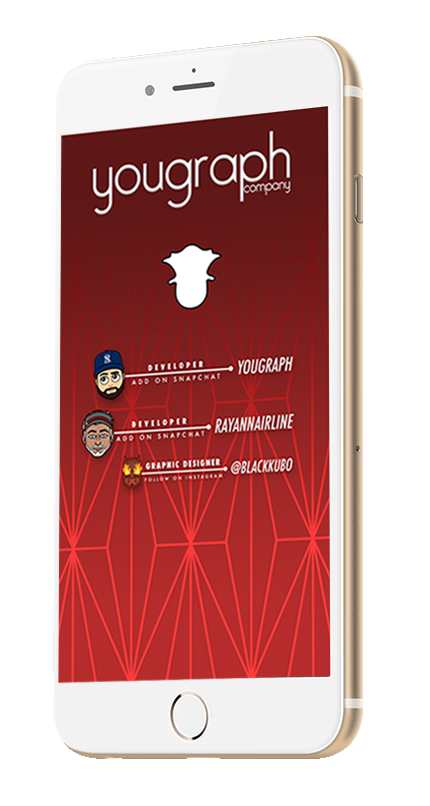 yougraph
company
DEVELOPER
ADD ON SNAPCHAT
YOUGRAPH
DEVELOPER
ADD ON SNAPCHAT
RAYANNAIRLINE
GRAPHIC DESIGNER
FOLLOW ON INSTAGRAM
@BLACKKUBO